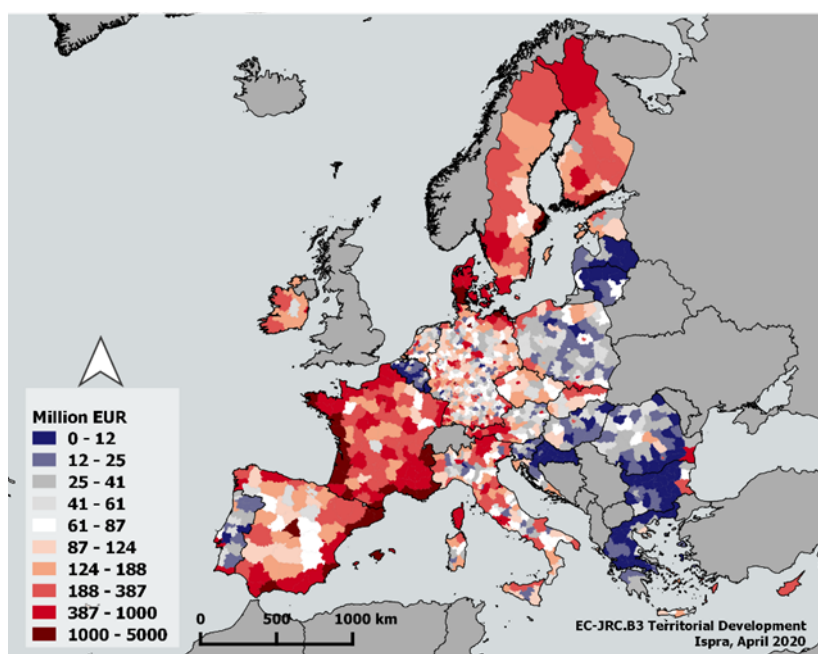 Million EUR
0 - 12
12 - 25
25 - 41
41 - 61
61 - 87
87 - 124
124 - 188
188 - 387
387 - 1000
1000 - 5000
0 500 1000 km
EC-JRC.B3 Territorial Development
Ispra, April 2020